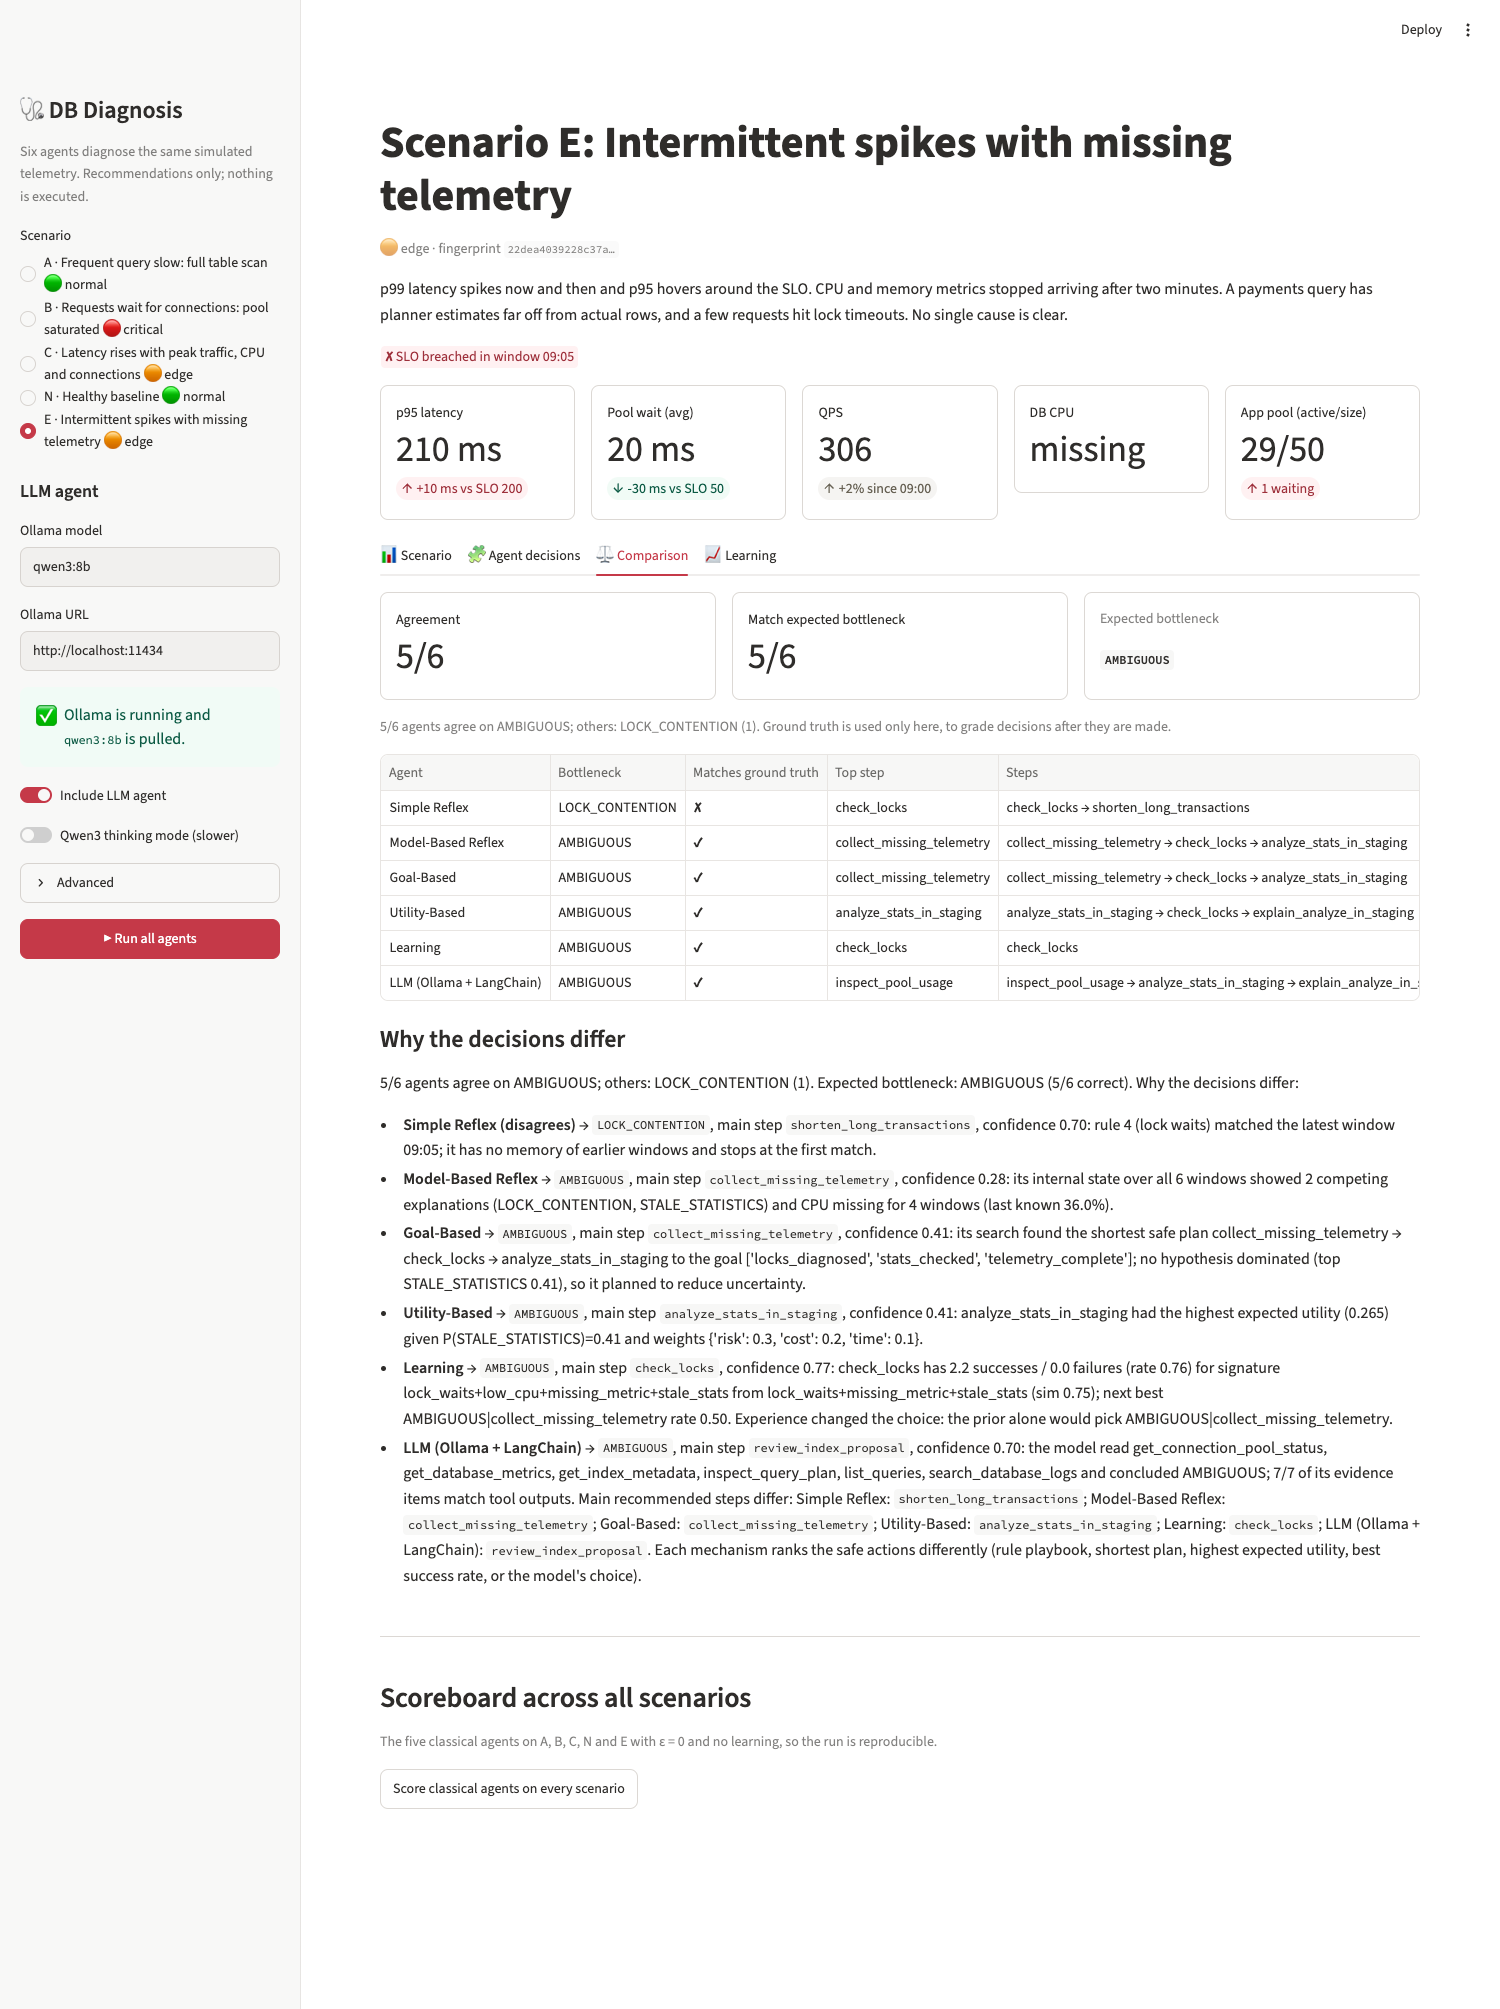 Deploy
🩺 DB Diagnosis
Six agents diagnose the same simulated
telemetry. Recommendations only; nothing
is executed.
Scenario
A · Frequent query slow: full table scan
🟢 normal
B · Requests wait for connections: pool
saturated 🔴 critical
C · Latency rises with peak traffic, CPU
and connections 🟠 edge
N · Healthy baseline 🟢 normal
E · Intermittent spikes with missing
telemetry 🟠 edge
LLM agent
Ollama model
qwen3:8b
Ollama URL
http://localhost:11434
✅ Ollama is running and
qwen3:8b is pulled.
Include LLM agent
Qwen3 thinking mode (slower)
Advanced
▶ Run all agents
Scenario E: Intermittent spikes with missing
telemetry
🟠 edge · fingerprint 22dea4039228c37a…
p99 latency spikes now and then and p95 hovers around the SLO. CPU and memory metrics stopped arriving after two minutes. A payments query has
planner estimates far off from actual rows, and a few requests hit lock timeouts. No single cause is clear.
✗ SLO breached in window 09:05
p95 latency
210 ms
↑ +10 ms vs SLO 200
Pool wait (avg)
20 ms
↓ -30 ms vs SLO 50
QPS
306
↑ +2% since 09:00
DB CPU
missing
App pool (active/size)
29/50
↑ 1 waiting
📊 Scenario 🧩 Agent decisions ⚖️ Comparison 📈 Learning
Agreement
5/6
Match expected bottleneck
5/6
Expected bottleneck
AMBIGUOUS
5/6 agents agree on AMBIGUOUS; others: LOCK_CONTENTION (1). Ground truth is used only here, to grade decisions after they are made.
Agent Bottleneck Matches ground truth Top step Steps
Simple Reflex LOCK_CONTENTION ✗ check_locks check_locks → shorten_long_transactions
Model-Based Reflex AMBIGUOUS ✓ collect_missing_telemetry collect_missing_telemetry → check_locks → analyze_stats_in_staging
Goal-Based AMBIGUOUS ✓ collect_missing_telemetry collect_missing_telemetry → check_locks → analyze_stats_in_staging
Utility-Based AMBIGUOUS ✓ analyze_stats_in_staging analyze_stats_in_staging → check_locks → explain_analyze_in_staging
Learning AMBIGUOUS ✓ check_locks check_locks
LLM (Ollama + LangChain) AMBIGUOUS ✓ inspect_pool_usage inspect_pool_usage → analyze_stats_in_staging → explain_analyze_in_
Why the decisions differ
5/6 agents agree on AMBIGUOUS; others: LOCK_CONTENTION (1). Expected bottleneck: AMBIGUOUS (5/6 correct). Why the decisions differ:
• Simple Reflex (disagrees) → LOCK_CONTENTION , main step shorten_long_transactions , confidence 0.70: rule 4 (lock waits) matched the latest window
09:05; it has no memory of earlier windows and stops at the first match.
• Model-Based Reflex → AMBIGUOUS , main step collect_missing_telemetry , confidence 0.28: its internal state over all 6 windows showed 2 competing
explanations (LOCK_CONTENTION, STALE_STATISTICS) and CPU missing for 4 windows (last known 36.0%).
• Goal-Based → AMBIGUOUS , main step collect_missing_telemetry , confidence 0.41: its search found the shortest safe plan collect_missing_telemetry →
check_locks → analyze_stats_in_staging to the goal ['locks_diagnosed', 'stats_checked', 'telemetry_complete']; no hypothesis dominated (top
STALE_STATISTICS 0.41), so it planned to reduce uncertainty.
• Utility-Based → AMBIGUOUS , main step analyze_stats_in_staging , confidence 0.41: analyze_stats_in_staging had the highest expected utility (0.265)
given P(STALE_STATISTICS)=0.41 and weights {'risk': 0.3, 'cost': 0.2, 'time': 0.1}.
• Learning → AMBIGUOUS , main step check_locks , confidence 0.77: check_locks has 2.2 successes / 0.0 failures (rate 0.76) for signature
lock_waits+low_cpu+missing_metric+stale_stats from lock_waits+missing_metric+stale_stats (sim 0.75); next best
AMBIGUOUS|collect_missing_telemetry rate 0.50. Experience changed the choice: the prior alone would pick AMBIGUOUS|collect_missing_telemetry.
• LLM (Ollama + LangChain) → AMBIGUOUS , main step review_index_proposal , confidence 0.70: the model read get_connection_pool_status,
get_database_metrics, get_index_metadata, inspect_query_plan, list_queries, search_database_logs and concluded AMBIGUOUS; 7/7 of its evidence
items match tool outputs. Main recommended steps differ: Simple Reflex: shorten_long_transactions ; Model-Based Reflex:
collect_missing_telemetry ; Goal-Based: collect_missing_telemetry ; Utility-Based: analyze_stats_in_staging ; Learning: check_locks ; LLM (Ollama +
LangChain): review_index_proposal . Each mechanism ranks the safe actions differently (rule playbook, shortest plan, highest expected utility, best
success rate, or the model's choice).
Scoreboard across all scenarios
The five classical agents on A, B, C, N and E with ε = 0 and no learning, so the run is reproducible.
Score classical agents on every scenario